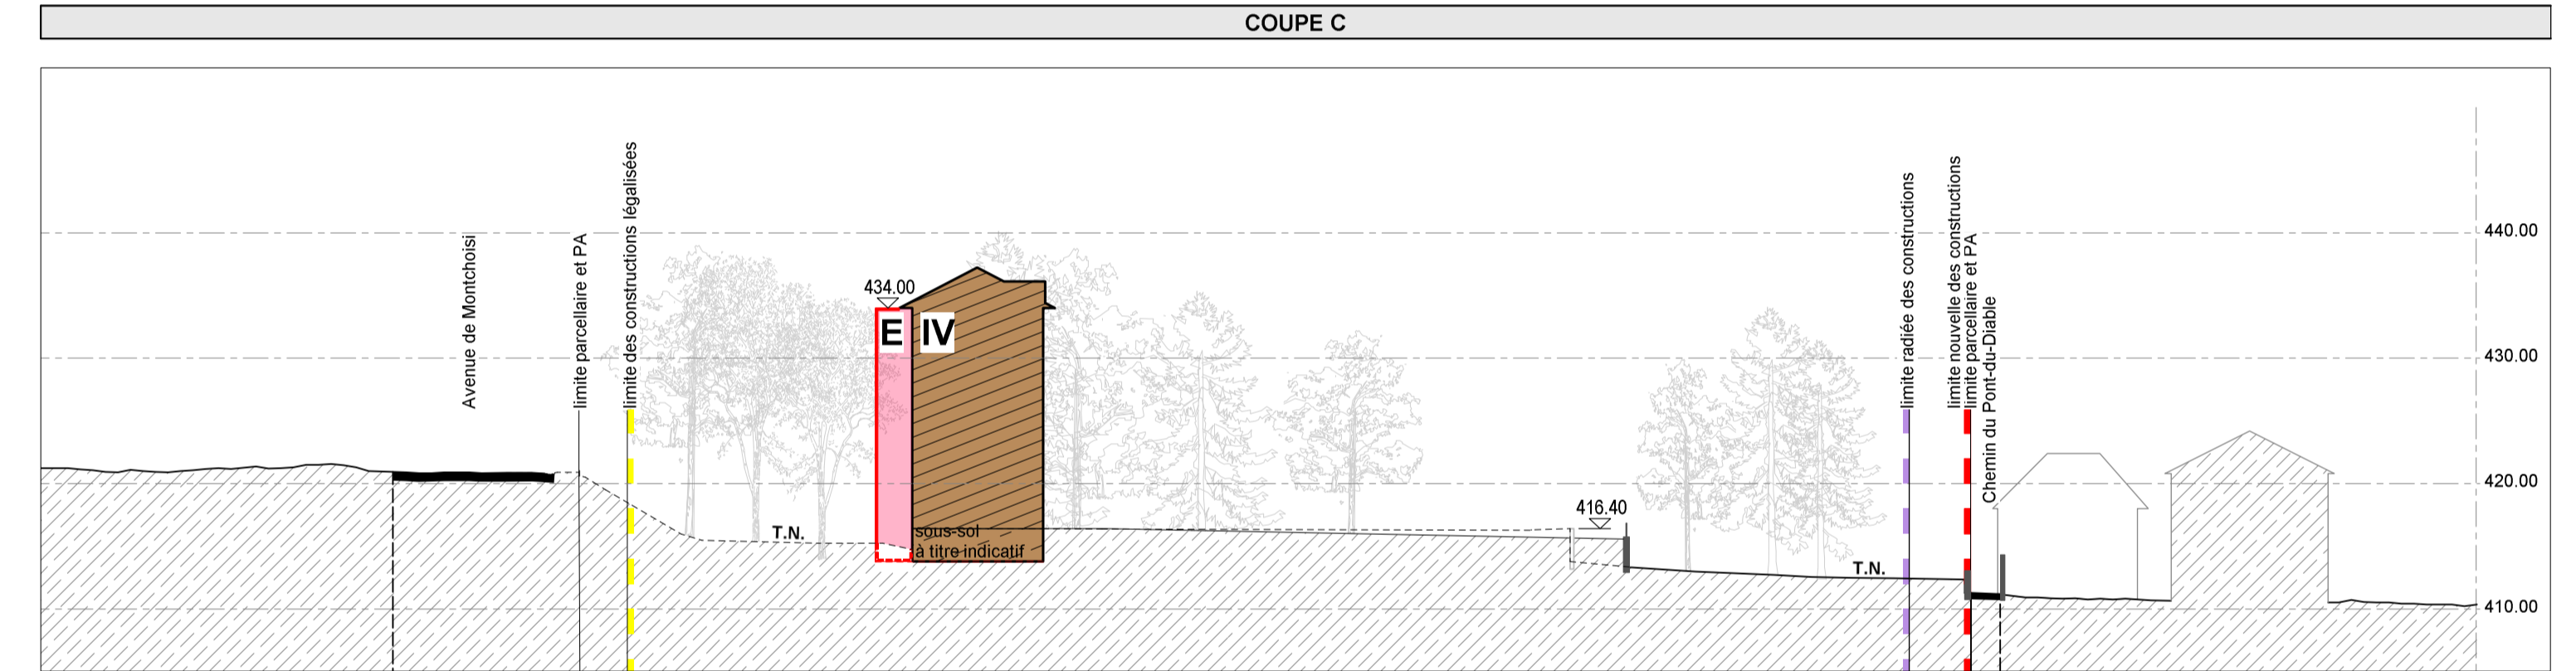 COUPE C
Avenue de Montchoisi
limite parcellaire et PA
limite des constructions légalisées
434.00
E
IV
T.N.
sous-sol
à titre indicatif
416.40
T.N.
limite radiée des constructions
limite nouvelle des constructions
limite parcellaire et PA
Chemin du Pont-du-Diable
440.00
430.00
420.00
410.00